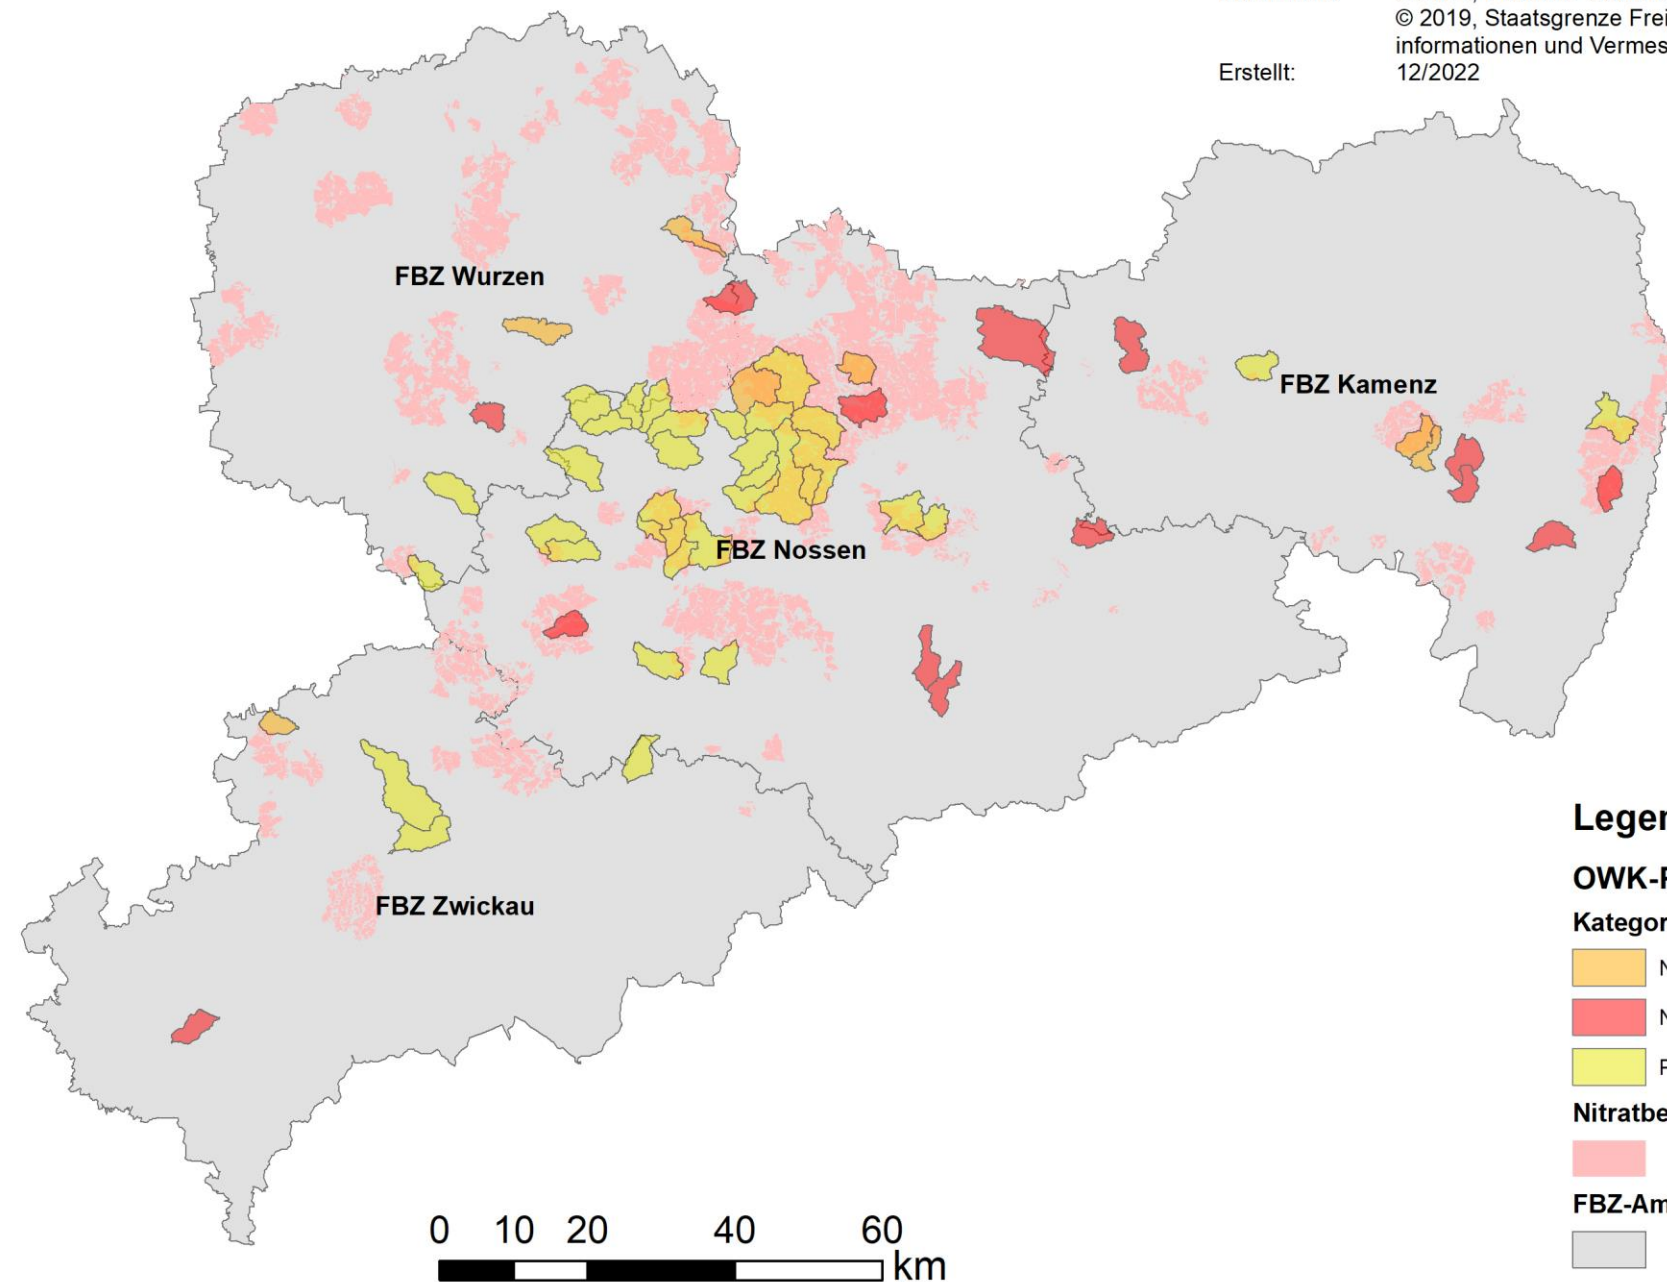 © 2019, Staatsgrenze Frei
informationen und Vermes
Erstellt: 12/2022
FBZ Wurzen
FBZ Kamenz
FBZ Nossen
FBZ Zwickau
0 10 20 40 60
km
Legen
OWK-
Kategor
N
N
Nitratbe
FBZ-Am